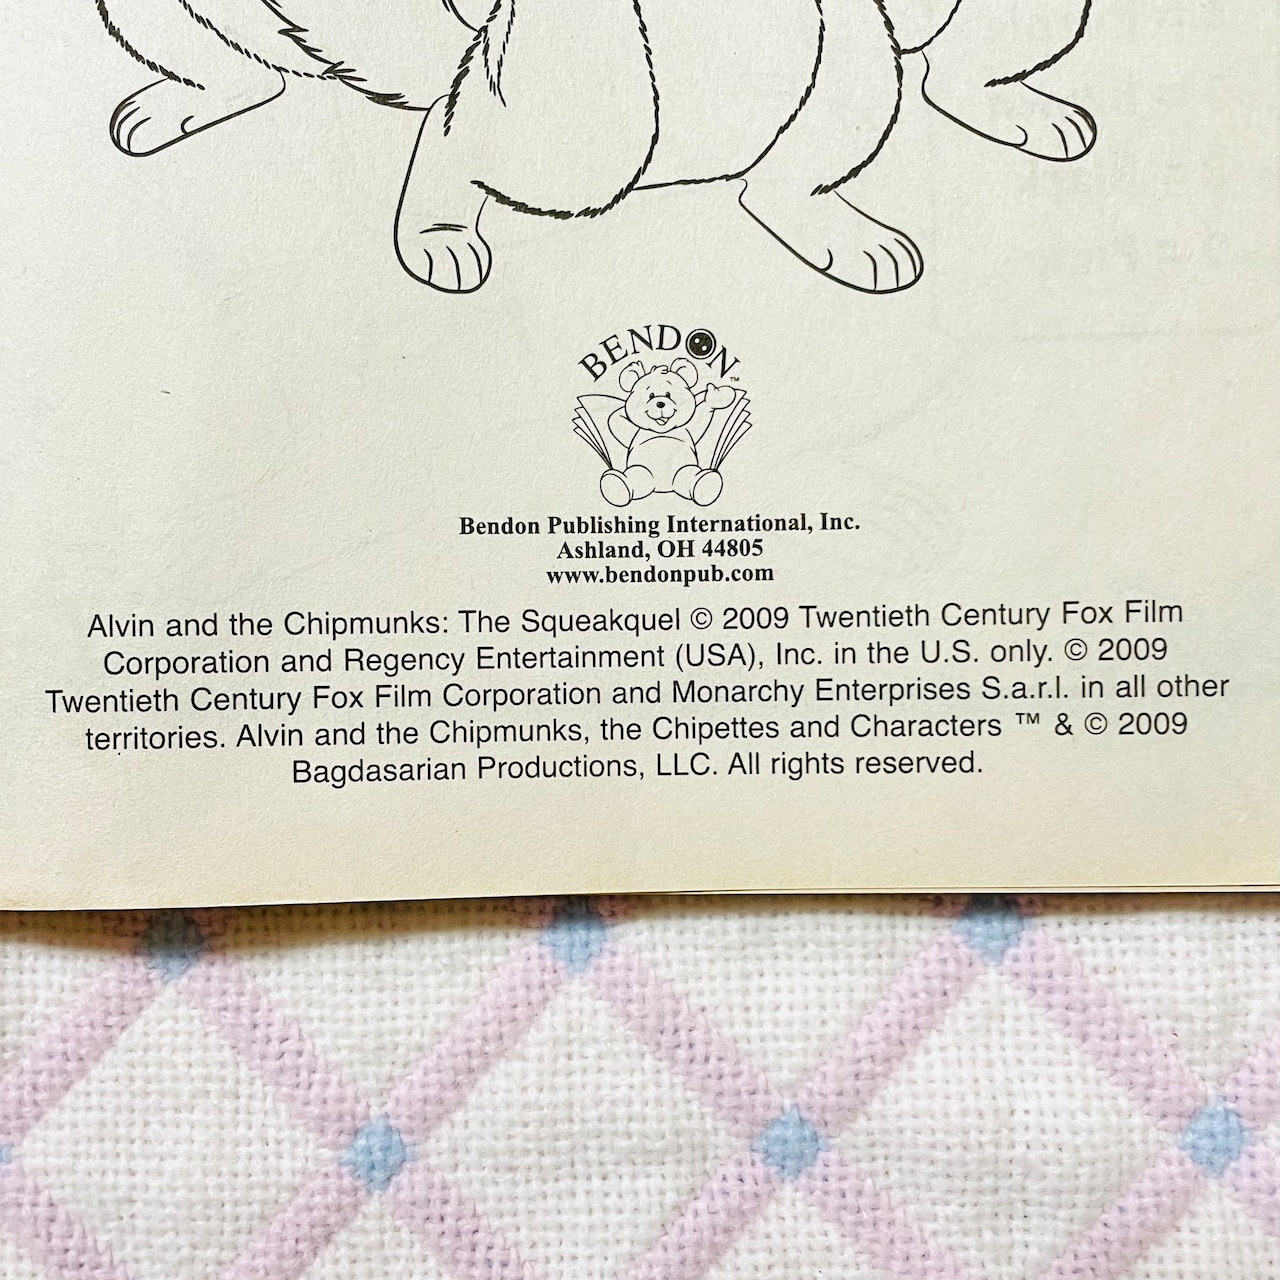 BENDON™
Bendon Publishing International, Inc.
Ashland, OH 44805
www.bendonpub.com
Alvin and the Chipmunks: The Squeakquel © 2009 Twentieth Century Fox Film
Corporation and Regency Entertainment (USA), Inc. in the U.S. only. © 2009
Twentieth Century Fox Film Corporation and Monarchy Enterprises S.a.r.l. in all other
territories. Alvin and the Chipmunks, the Chipettes and Characters ™ & © 2009
Bagdasarian Productions, LLC. All rights reserved.